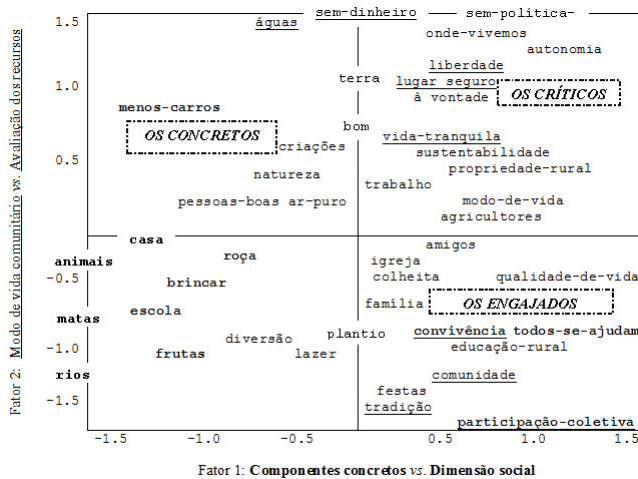 sem-dinheiro sem-política-
1.5 águas
onde-vivemos
autonomia
liberdade
terra lugar seguro OS CRÍTICOS
1.0 à vontade
menos-carros
bom
OS CONCRETOS vida-tranquila
criações sustentabilidade
0.5
natureza propriedade-rural
trabalho
pessoas-boas ar-puro modo-de-vida
agricultores
casa amigos
animais roça igreja
-0.5 brincar colheita qualidade-de-vida
escola familia OS ENGAJADOS
matas
diversão plantio convivência todos-se-ajudam
-1.0 frutas lazer educação-rural
rios comunidade
festas
-1.5 tradição
participação-coletiva
-1.5 -1.0 -0.5 0.5 1.0 1.5
Fator 1: Componentes concretos vs. Dimensão social
Fator 2: Modo de vida comunitário vs. Avaliação dos recursos